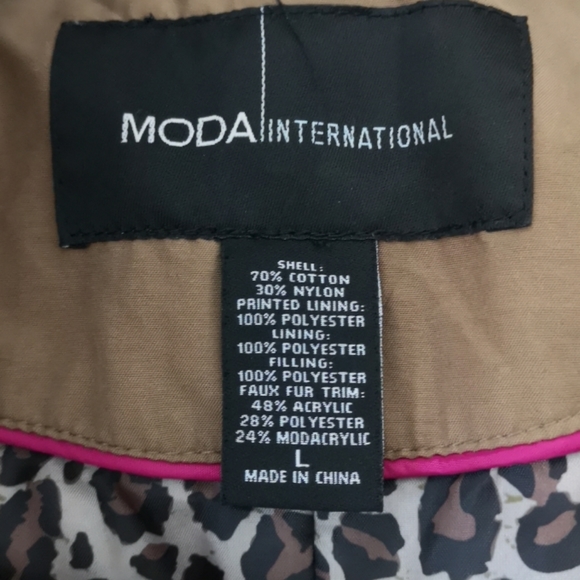 MODA INTERNATIONAL
SHELL:
70% COTTON
30% NYLON
PRINTED LINING:
100% POLYESTER
LINING:
100% POLYESTER
FILLING:
100% POLYESTER
FAUX FUR TRIM:
48% ACRYLIC
28% POLYESTER
24% MODACRYLIC
L
MADE IN CHINA